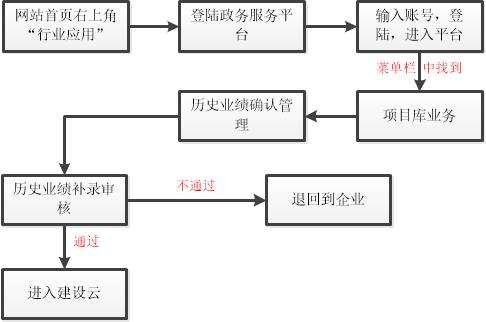 网站首页右上角
“行业应用”
登陆政务服务平
台
输入账号，登
陆，进入平台
菜单栏 中找到
项目库业务
历史业绩确认管
理
历史业绩补录审
核
不通过
退回到企业
通过
进入建设云